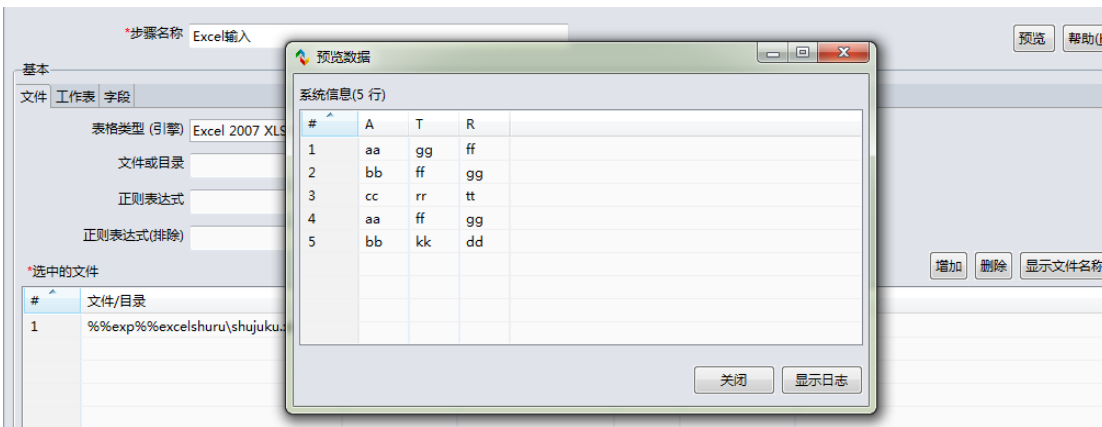 *步骤名称 Excel输入
预览 帮助(
基本
文件 工作表 字段
表格类型 (引擎) Excel 2007 XLS
文件或目录
正则表达式
正则表达式(排除)
*选中的文件
增加 删除 显示文件名称
# 文件/目录
1 %%exp%%excelshuru\shujuku.
预览数据
系统信息(5 行)
# A T R
1 aa gg ff
2 bb ff gg
3 cc rr tt
4 aa ff gg
5 bb kk dd
关闭 显示日志